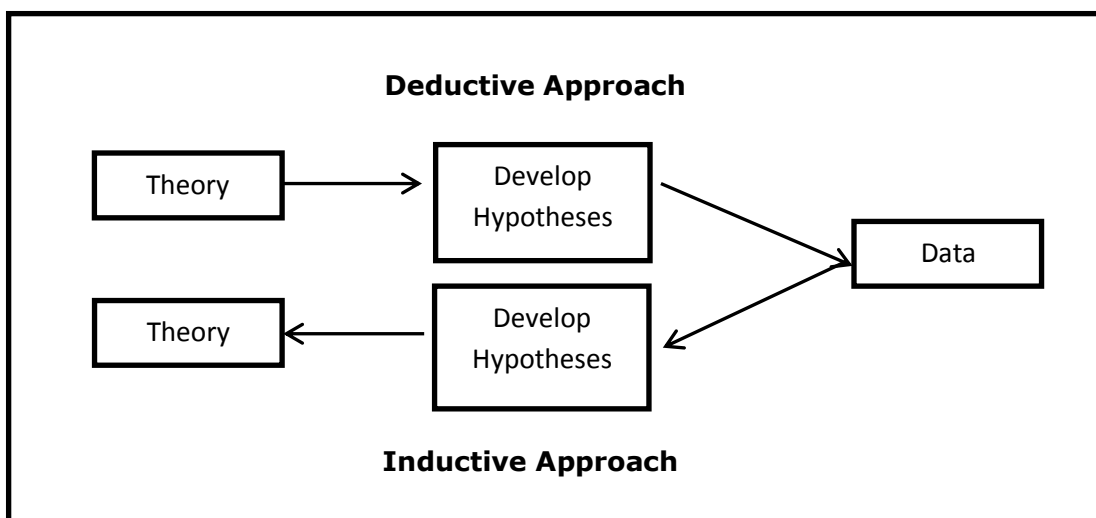 Deductive Approach
Theory
Develop
Hypotheses
Data
Theory
Develop
Hypotheses
Inductive Approach